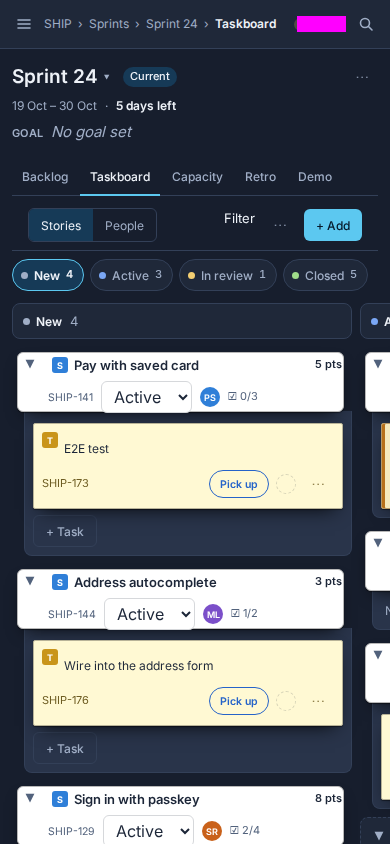 SHIP › Sprints › Sprint 24 › Taskboard
Sprint 24 ▾ Current ...
19 Oct – 30 Oct · 5 days left
GOAL No goal set
Backlog Taskboard Capacity Retro Demo
Stories People Filter ... + Add
New 4 Active 3 In review 1 Closed 5
New 4
▼ S Pay with saved card 5 pts
SHIP-141 Active PS ☑ 0/3
T E2E test
SHIP-173 Pick up ...
+ Task
▼ S Address autocomplete 3 pts
SHIP-144 Active ML ☑ 1/2
T Wire into the address form
SHIP-176 Pick up ...
+ Task
▼ S Sign in with passkey 8 pts
SHIP-129 Active SR ☑ 2/4